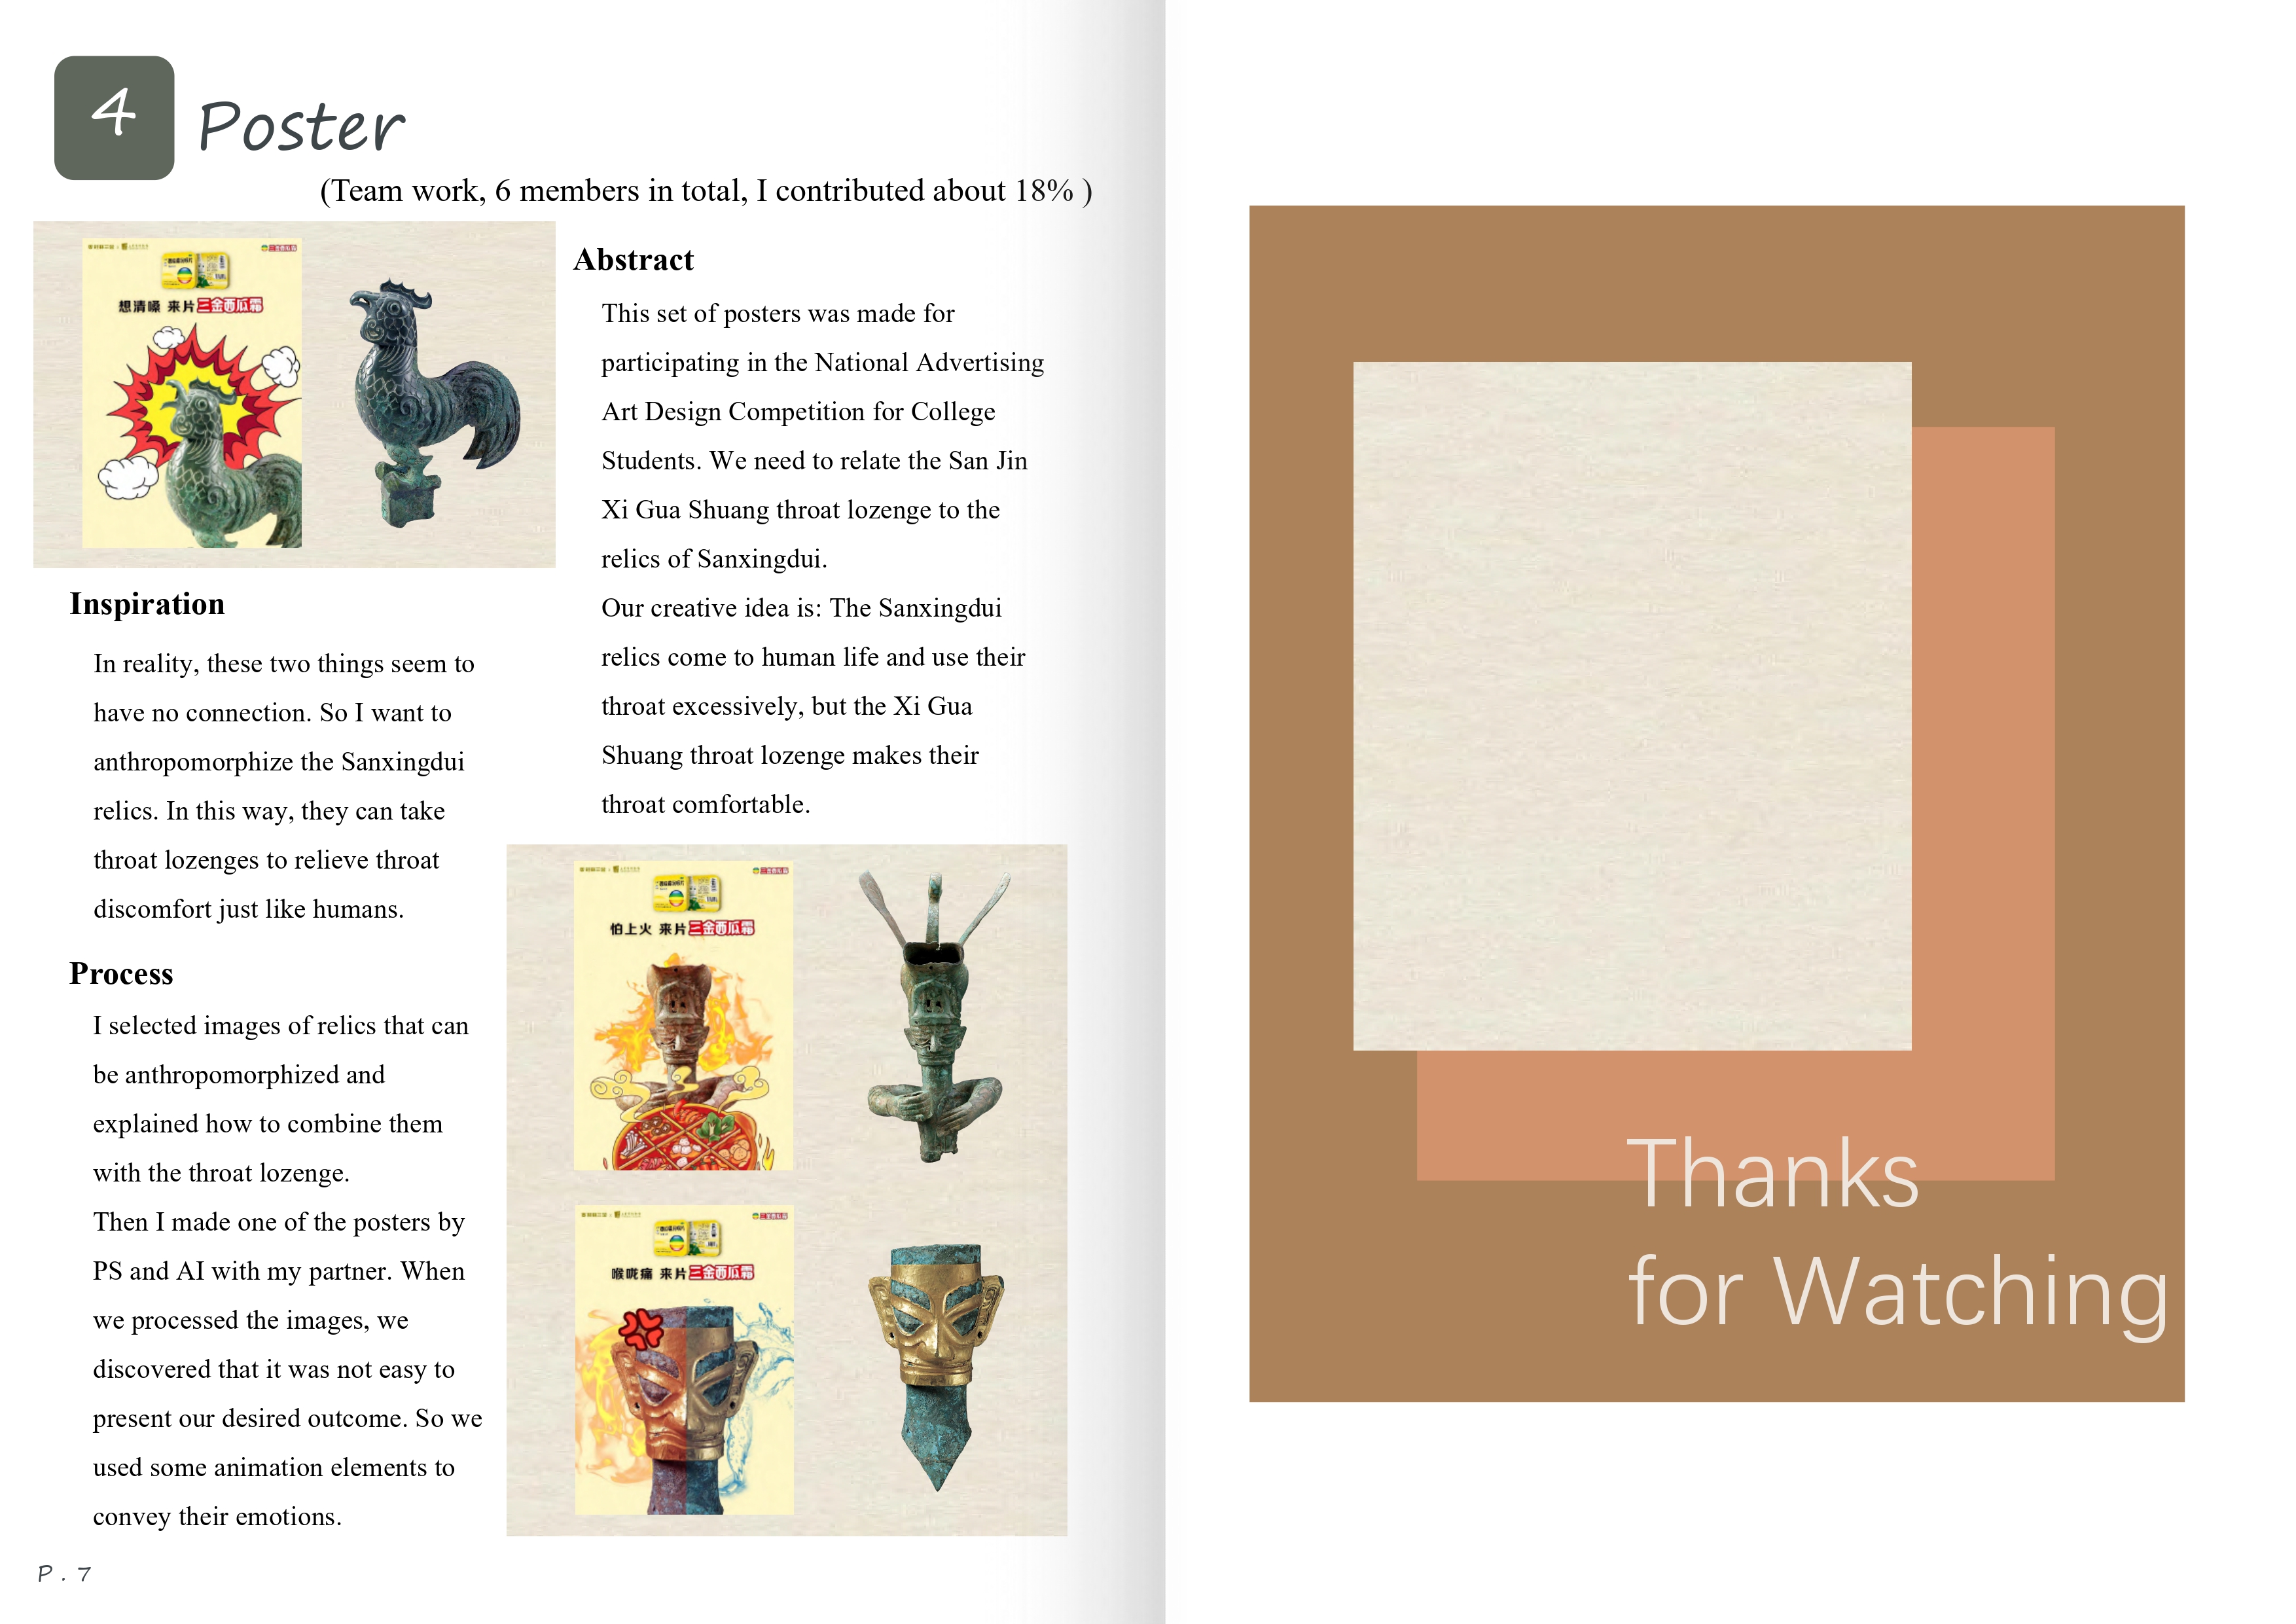 4
Poster
(Team work, 6 members in total, I contributed about 18% )
想清嗓 来片三金西瓜霜
Abstract
This set of posters was made for
participating in the National Advertising
Art Design Competition for College
Students. We need to relate the San Jin
Xi Gua Shuang throat lozenge to the
relics of Sanxingdui.
Our creative idea is: The Sanxingdui
relics come to human life and use their
throat excessively, but the Xi Gua
Shuang throat lozenge makes their
throat comfortable.
Inspiration
In reality, these two things seem to
have no connection. So I want to
anthropomorphize the Sanxingdui
relics. In this way, they can take
throat lozenges to relieve throat
discomfort just like humans.
Process
I selected images of relics that can
be anthropomorphized and
explained how to combine them
with the throat lozenge.
Then I made one of the posters by
PS and AI with my partner. When
we processed the images, we
discovered that it was not easy to
present our desired outcome. So we
used some animation elements to
convey their emotions.
怕上火 来片三金西瓜霜
喉咙痛 来片三金西瓜霜
P . 7
Thanks
for Watching